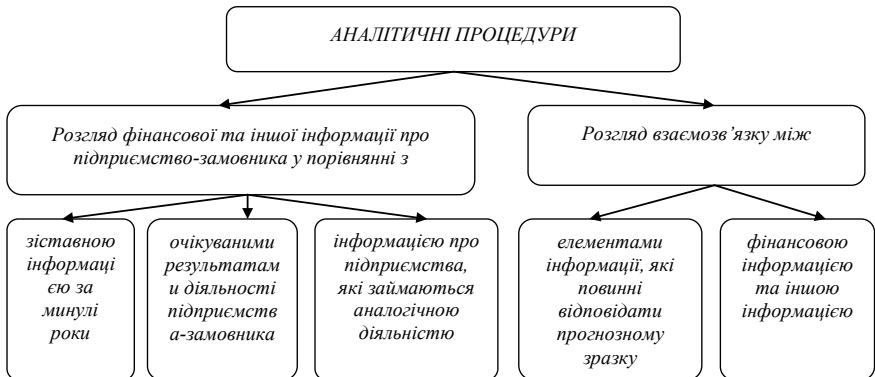 АНАЛІТИЧНІ ПРОЦЕДУРИ
Розгляд фінансової та іншої інформації про
підприємство-замовника у порівнянні з
Розгляд взаємозв’язку між
зіставною
інформаці
єю за
минулі
роки
очікуваними
результатам
и діяльності
підприємств
а-замовника
інформацією про
підприємства,
які займаються
аналогічною
діяльністю
елементами
інформації, які
повинні
відповідати
прогнозному
зразку
фінансовою
інформацією
та іншою
інформацією